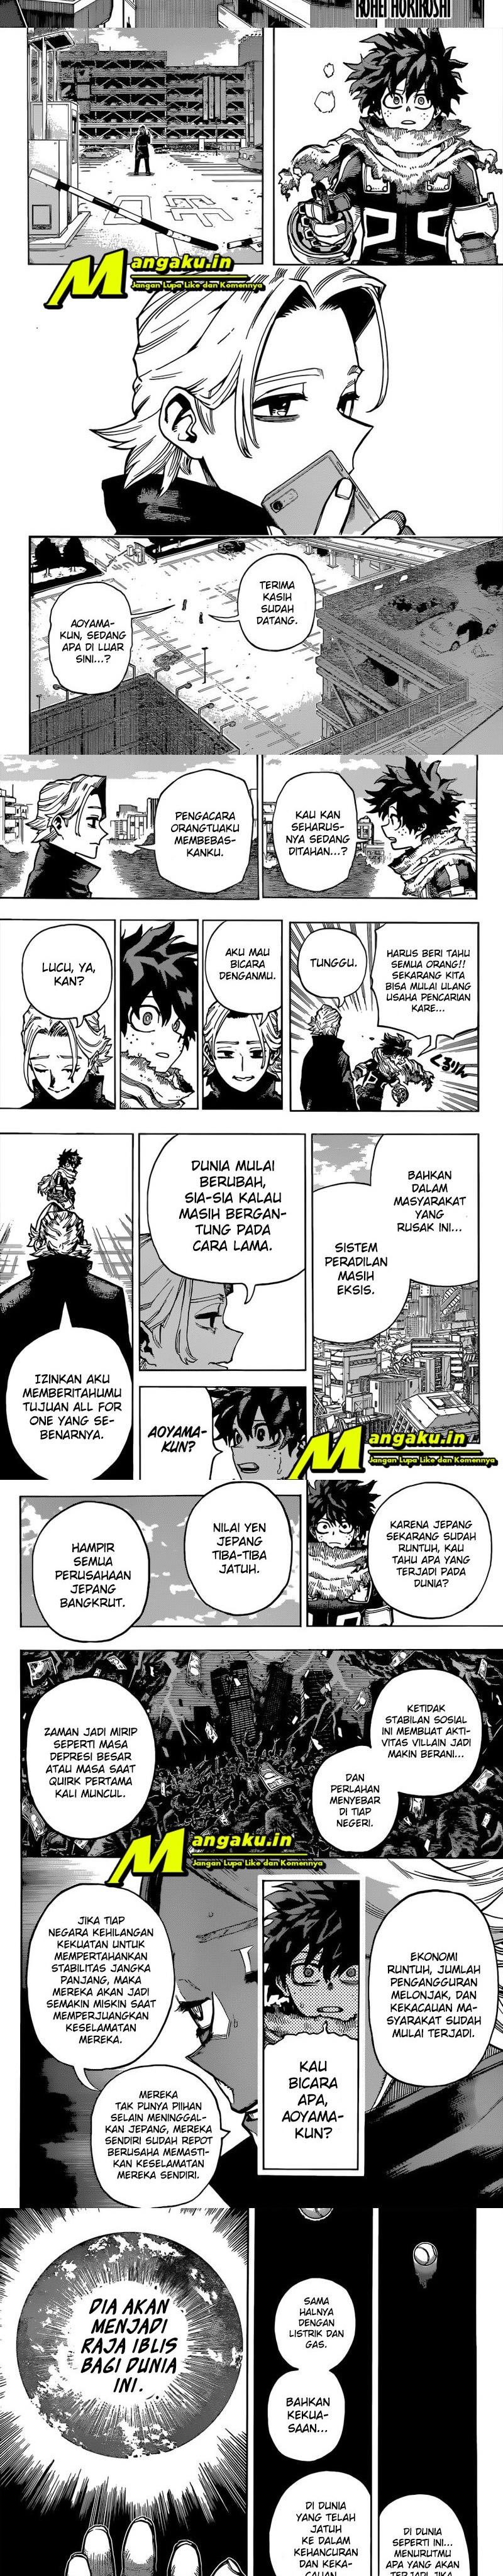 KOHEI HORIKOSHI
Mangaku.in
Jangan Lupa Like dan Komennya
TERIMA
KASIH
SUDAH
DATANG.
AOYAMA-
KUN, SEDANG
APA DI LUAR
SINI...?
KAU KAN
SEHARUS-
NYA SEDANG
DITAHAN...?
PENGACARA
ORANGTUAKU
MEMBEBAS-
KANKU.
HARUS BERI TAHU
SEMUA ORANG!!
SEKARANG KITA
BISA MULAI ULANG
USAHA PENCARIAN
KARE...
くるりん
TUNGGU.
AKU MAU
BICARA
DENGANMU.
LUCU, YA,
KAN?
BAHKAN
DALAM
MASYARAKAT
YANG
RUSAK INI...
SISTEM
PERADILAN
MASIH
EKSIS.
DUNIA MULAI
BERUBAH,
SIA-SIA KALAU
MASIH BERGAN-
TUNG PADA
CARA LAMA.
AOYAMA-
KUN?
IZINKAN AKU
MEMBERITAHUMU
TUJUAN ALL FOR
ONE YANG SE-
BENARNYA.
Mangaku.in
Jangan Lupa Like dan Komennya
KARENA JEPANG
SEKARANG SUDAH
RUNTUH, KAU
TAHU APA YANG
TERJADI PADA
DUNIA?
NILAI YEN
JEPANG
TIBA-TIBA
JATUH.
HAMPIR
SEMUA
PERUSAHAAN
JEPANG
BANGKRUT.
KETIDAK
STABILAN SOSIAL
INI MEMBUAT AKTI-
VITAS VILLAIN JADI
MAKIN BERANI...
DAN
PERLAHAN
MENYEBAR
DI TIAP
NEGERI.
ZAMAN JADI MIRIP
SEPERTI MASA
DEPRESI BESAR
ATAU MASA SAAT
QUIRK PERTAMA
KALI MUNCUL.
Mangaku.in
Jangan Lupa Like dan Komennya
EKONOMI
RUNTUH, JUMLAH
PENGANGGURAN
MELONJAK, DAN
KEKACAUAN MA-
SYARAKAT SUDAH
MULAI TERJADI.
KAU
BICARA
APA,
AOYAMA-
KUN?
JIKA TIAP
NEGARA KEHILANGAN
KEKUATAN UNTUK
MEMPERTAHANKAN
STABILITAS JANGKA
PANJANG, MAKA
MEREKA AKAN JADI
SEMAKIN MISKIN SAAT
MEMPERJUANGKAN
KESELAMATAN
MEREKA.
MEREKA
TAK PUNYA PIIHAN
SELAIN MENINGGAL-
KAN JEPANG, MEREKA
SENDIRI SUDAH REPOT
BERUSAHA MEMASTI-
KAN KESELAMATAN
MEREKA SENDIRI.
SAMA
HALNYA
DENGAN
LISTRIK DAN
GAS.
BAHKAN
KEKUA-
SAAN...
DIA AKAN
MENJADI
RAJA IBLIS
BAGI DUNIA
INI.
DI DUNIA
SEPERTI INI...
MENURUTMU
APA YANG AKAN
TERJADI JIKA
DI DUNIA
YANG TELAH
JATUH
KE DALAM
KEHANCURAN
DAN KEKA-
CAUAN